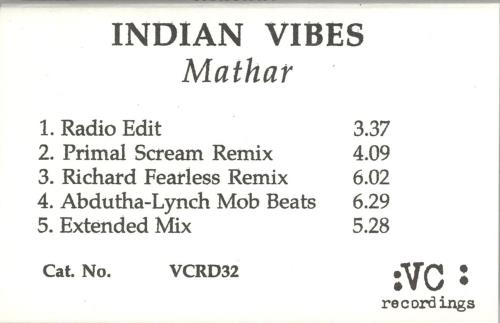 INDIAN VIBES
Mathar
1. Radio Edit 3.37
2. Primal Scream Remix 4.09
3. Richard Fearless Remix 6.02
4. Abdutha-Lynch Mob Beats 6.29
5. Extended Mix 5.28
Cat. No. VCRD32
:VC :
recordings